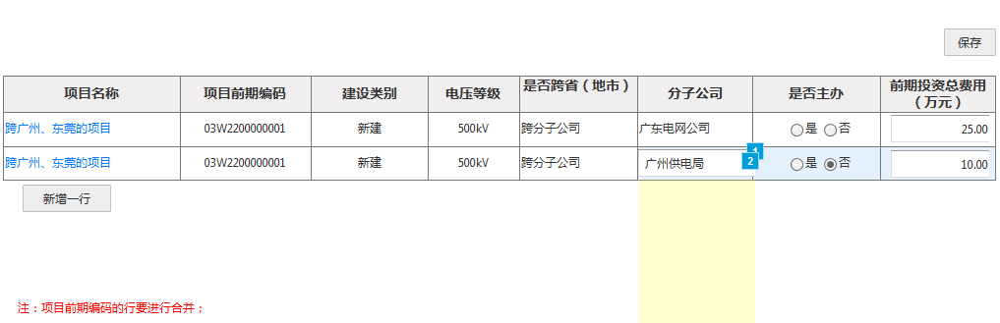 保存
项目名称 项目前期编码 建设类别 电压等级 是否跨省（地市） 分子公司 是否主办 前期投资总费用
（万元）
跨广州、东莞的项目 03W2200000001 新建 500kV 跨分子公司 广东电网公司 是 否 25.00
跨广州、东莞的项目 03W2200000001 新建 500kV 跨分子公司 广州供电局 2 是 否 10.00
新增一行
注：项目前期编码的行要进行合并；